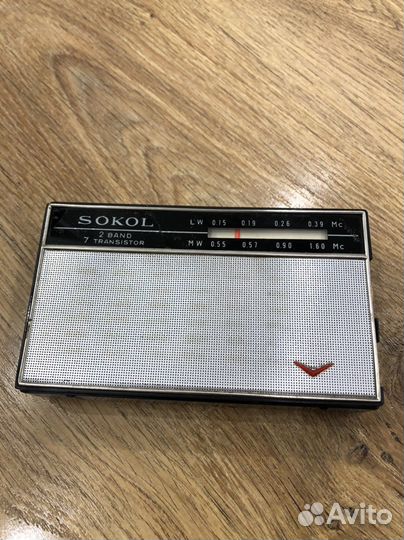 SOKOL
2 BAND
7 TRANSISTOR
LW 0.15 0.19 0.26 0.39 Mc
MW 0.55 0.57 0.90 1.60 Mc
Avito